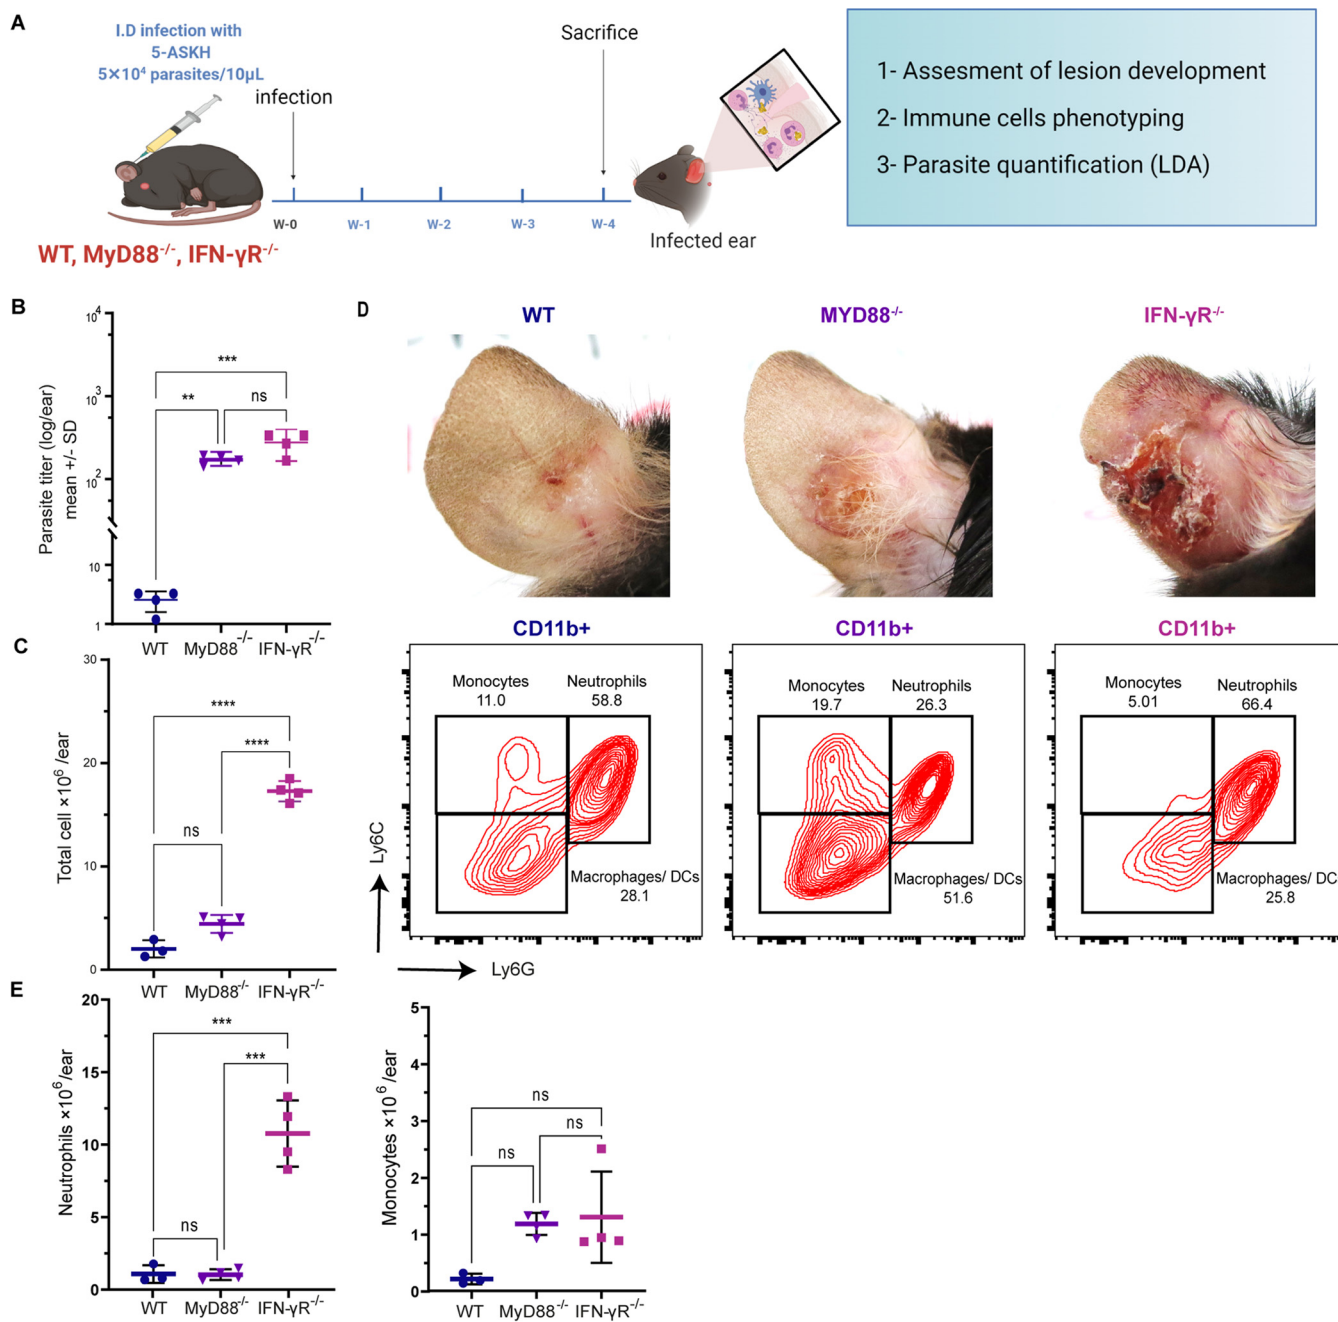 A
I.D infection with
5-ASKH
5×10⁴ parasites/10µL
infection
Sacrifice
W-0 W-1 W-2 W-3 W-4
WT, MyD88-/-, IFN-γR-/-
Infected ear
1- Assesment of lesion development
2- Immune cells phenotyping
3- Parasite quantification (LDA)
B
Parasite titer (log/ear)
mean +/- SD
10⁴
10³
10²
10
1
***
** ns
WT MyD88-/- IFN-γR-/-
C
Total cell ×10⁶ /ear
30
20
10
0
****
****
ns
WT MyD88-/- IFN-γR-/-
D
WT MYD88-/- IFN-γR-/-
CD11b+ CD11b+ CD11b+
Monocytes
11.0
Neutrophils
58.8
Macrophages/ DCs
28.1
Monocytes
19.7
Neutrophils
26.3
Macrophages/ DCs
51.6
Monocytes
5.01
Neutrophils
66.4
Macrophages/ DC
25.8
Ly6C
Ly6G
E
Neutrophils ×10⁶ /ear
20
15
10
5
0
***
***
ns
WT MyD88-/- IFN-γR-/-
Monocytes ×10⁶ /ear
5
4
3
2
1
0
ns
ns
ns
WT MyD88-/- IFN-γR-/-